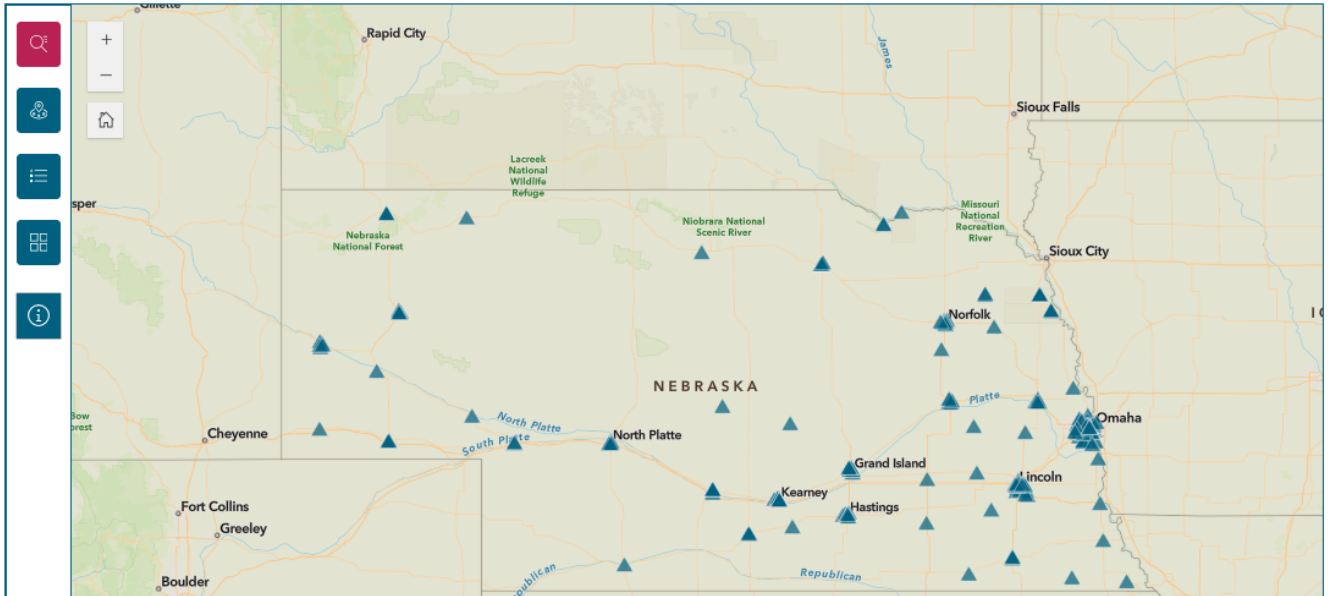 Gillette
Rapid City
James
Sioux Falls
Lacreek
National
Wildlife
Refuge
Missouri
National
Recreation
River
Niobrara National
Scenic River
Nebraska
National Forest
sper
Sioux City
Norfolk
NEBRASKA
Platte
Bow
orest
Cheyenne
North Platte
South Platte
North Platte
Omaha
Grand Island
Lincoln
Kearney
Hastings
Fort Collins
Greeley
Boulder
Republican
Republican